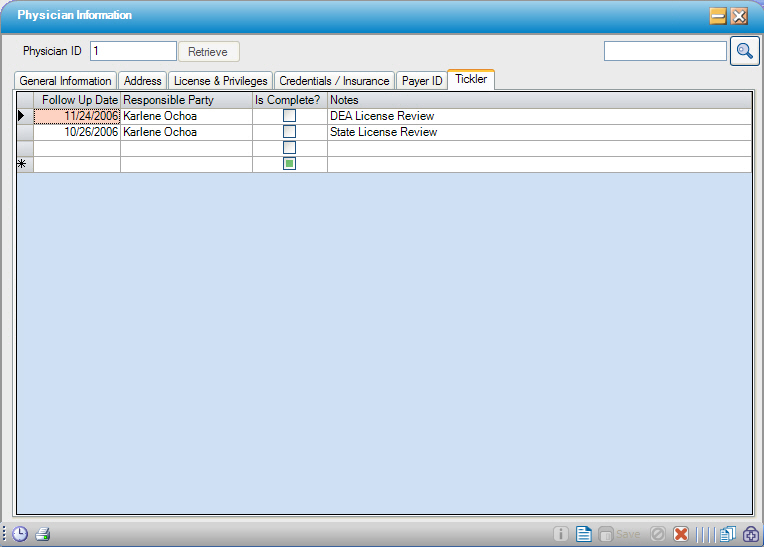 Physician Information
Physician ID 1 Retrieve
General Information Address License & Privileges Credentials / Insurance Payer ID Tickler
Follow Up Date Responsible Party Is Complete? Notes
11/24/2006 Karlene Ochoa DEA License Review
10/26/2006 Karlene Ochoa State License Review
Save